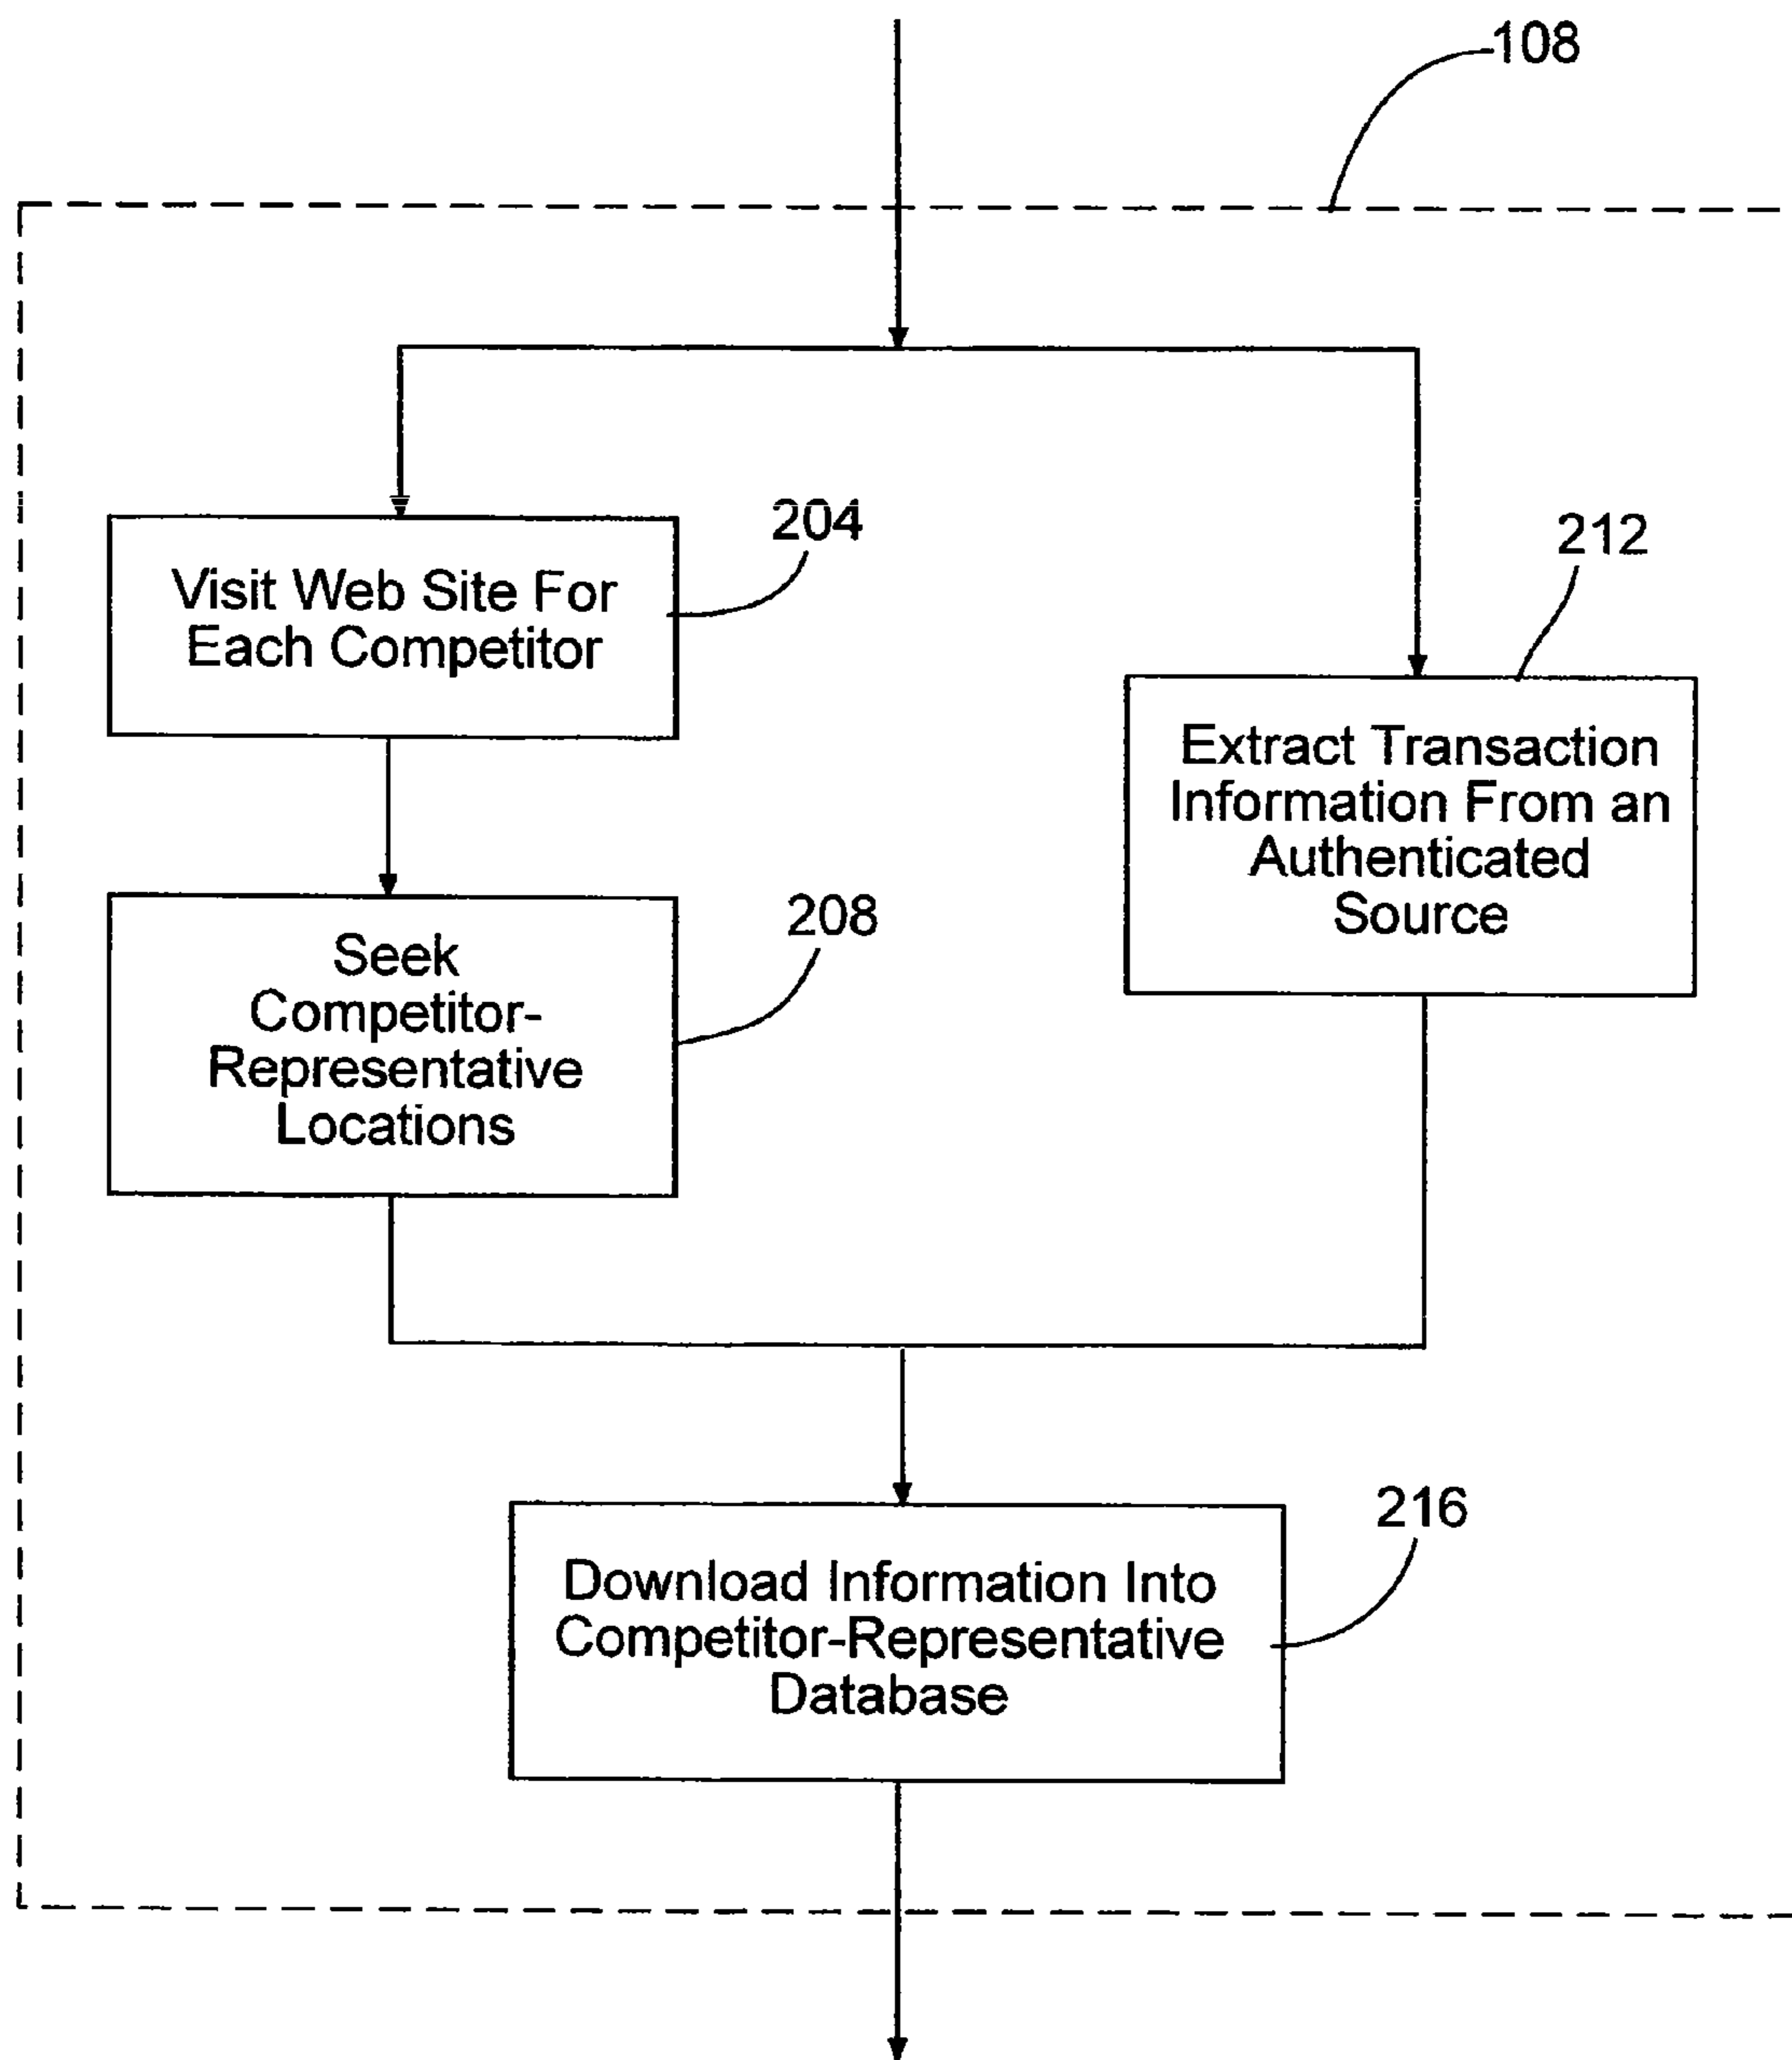 108
204
Visit Web Site For
Each Competitor
212
Extract Transaction
Information From an
Authenticated
Source
208
Seek
Competitor-
Representative
Locations
216
Download Information Into
Competitor-Representative
Database